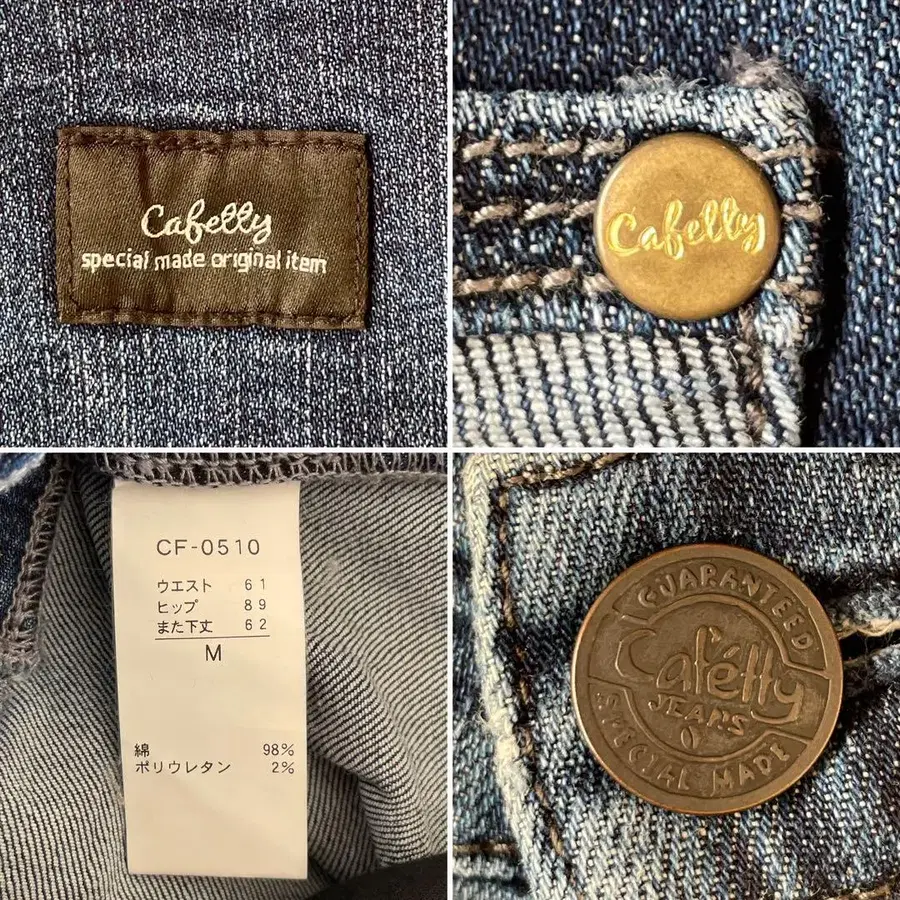 Cafetty
special made original item
Cafetty
CF-0510
ウエスト 61
ヒップ 89
また下丈 62
M
綿 98%
ポリウレタン 2%
GUARANTEED
Cafétty
JEANS
SPECIAL MADE